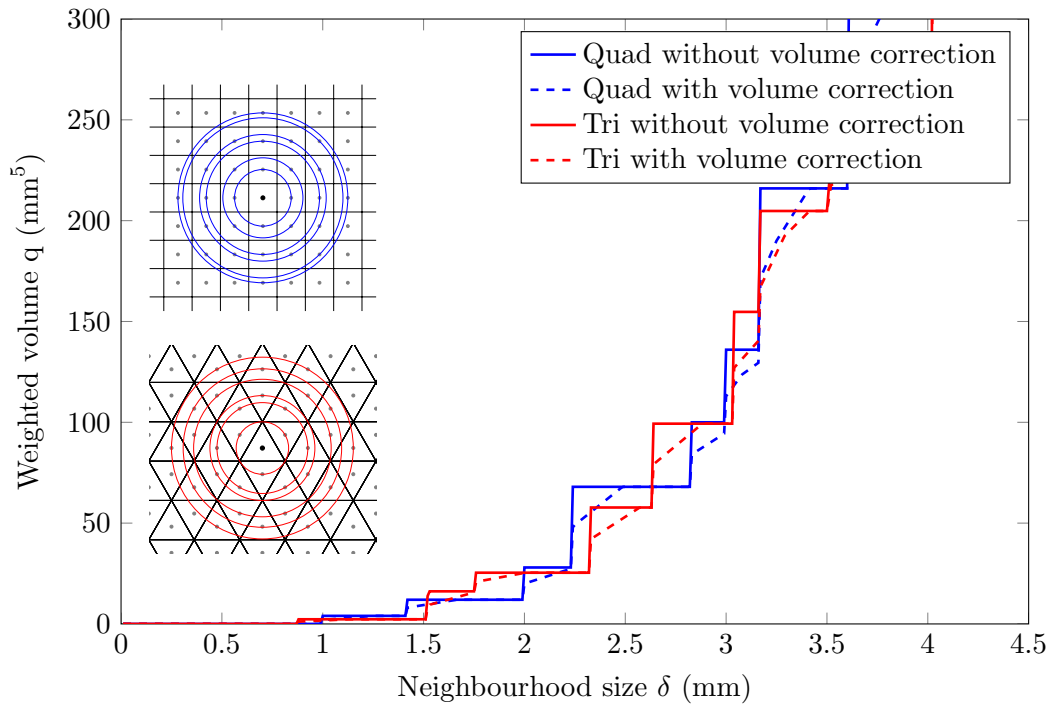 300
250
200
150
100
50
0
Weighted volume q (mm⁵)
Quad without volume correction
Quad with volume correction
Tri without volume correction
Tri with volume correction
0 0.5 1 1.5 2 2.5 3 3.5 4 4.5
Neighbourhood size δ (mm)